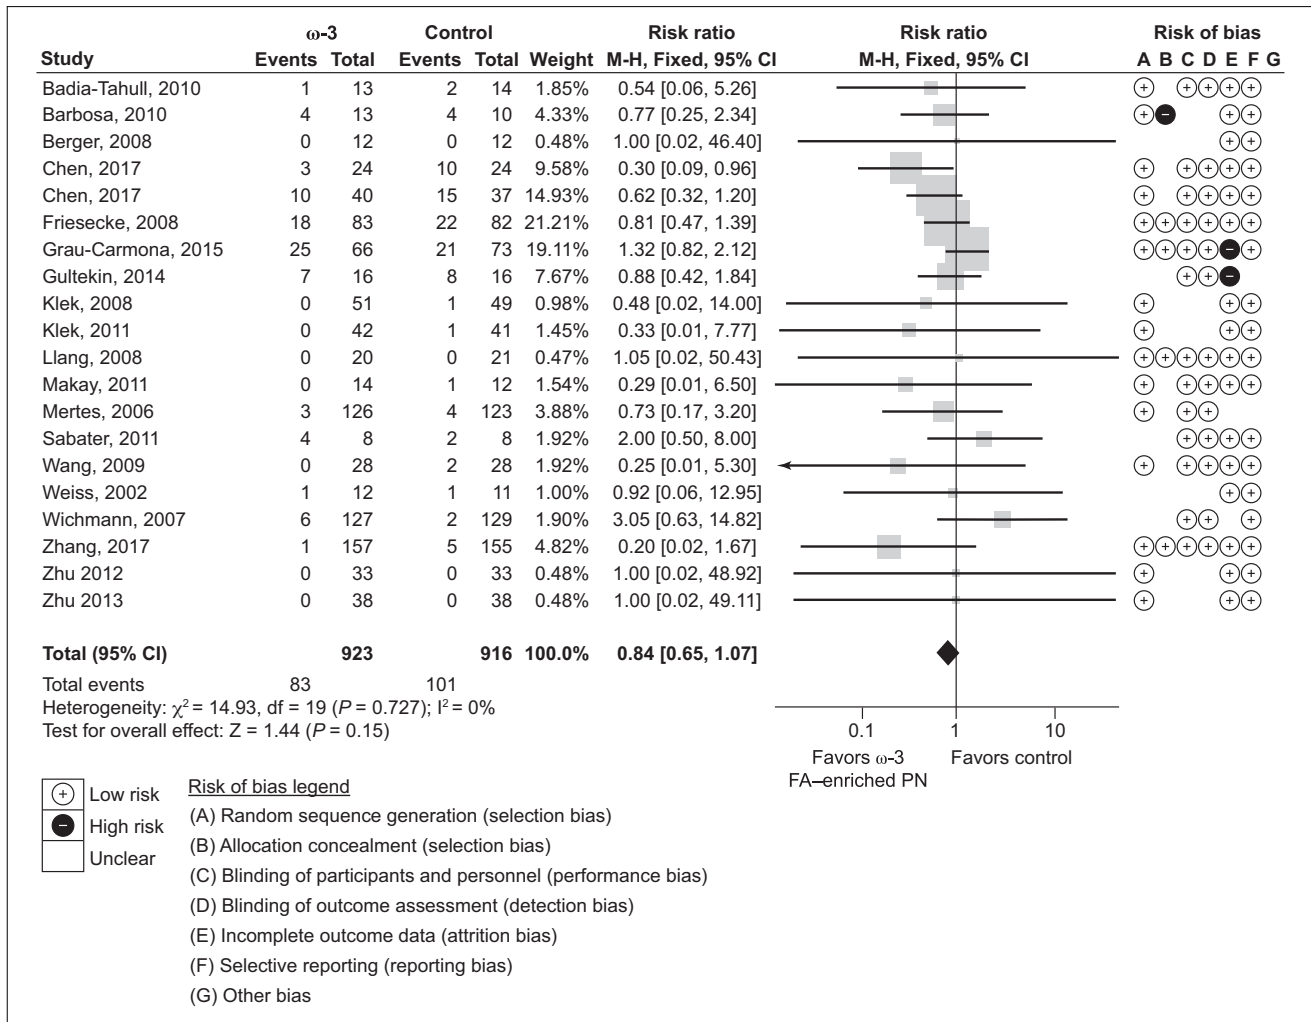 ω-3 Control Risk ratio Risk ratio Risk of bias
Study Events Total Events Total Weight M-H, Fixed, 95% CI M-H, Fixed, 95% CI A B C D E F G
Badia-Tahull, 2010 1 13 2 14 1.85% 0.54 [0.06, 5.26] + + + + +
Barbosa, 2010 4 13 4 10 4.33% 0.77 [0.25, 2.34] + − + +
Berger, 2008 0 12 0 12 0.48% 1.00 [0.02, 46.40] + +
Chen, 2017 3 24 10 24 9.58% 0.30 [0.09, 0.96] + + + + +
Chen, 2017 10 40 15 37 14.93% 0.62 [0.32, 1.20] + + + + +
Friesecke, 2008 18 83 22 82 21.21% 0.81 [0.47, 1.39] + + + + + +
Grau-Carmona, 2015 25 66 21 73 19.11% 1.32 [0.82, 2.12] + + + + − +
Gultekin, 2014 7 16 8 16 7.67% 0.88 [0.42, 1.84] + + −
Klek, 2008 0 51 1 49 0.98% 0.48 [0.02, 14.00] + + +
Klek, 2011 0 42 1 41 1.45% 0.33 [0.01, 7.77] + + +
Llang, 2008 0 20 0 21 0.47% 1.05 [0.02, 50.43] + + + + + +
Makay, 2011 0 14 1 12 1.54% 0.29 [0.01, 6.50] + + + + +
Mertes, 2006 3 126 4 123 3.88% 0.73 [0.17, 3.20] + + +
Sabater, 2011 4 8 2 8 1.92% 2.00 [0.50, 8.00] + + + +
Wang, 2009 0 28 2 28 1.92% 0.25 [0.01, 5.30] + + + + +
Weiss, 2002 1 12 1 11 1.00% 0.92 [0.06, 12.95] + +
Wichmann, 2007 6 127 2 129 1.90% 3.05 [0.63, 14.82] + + +
Zhang, 2017 1 157 5 155 4.82% 0.20 [0.02, 1.67] + + + + + +
Zhu 2012 0 33 0 33 0.48% 1.00 [0.02, 48.92] + + +
Zhu 2013 0 38 0 38 0.48% 1.00 [0.02, 49.11] + + +
Total (95% CI) 923 916 100.0% 0.84 [0.65, 1.07]
Total events 83 101
Heterogeneity: χ² = 14.93, df = 19 (P = 0.727); I² = 0%
Test for overall effect: Z = 1.44 (P = 0.15)
0.1 1 10
Favors ω-3 Favors control
FA–enriched PN
Risk of bias legend
+ Low risk
− High risk
Unclear
(A) Random sequence generation (selection bias)
(B) Allocation concealment (selection bias)
(C) Blinding of participants and personnel (performance bias)
(D) Blinding of outcome assessment (detection bias)
(E) Incomplete outcome data (attrition bias)
(F) Selective reporting (reporting bias)
(G) Other bias